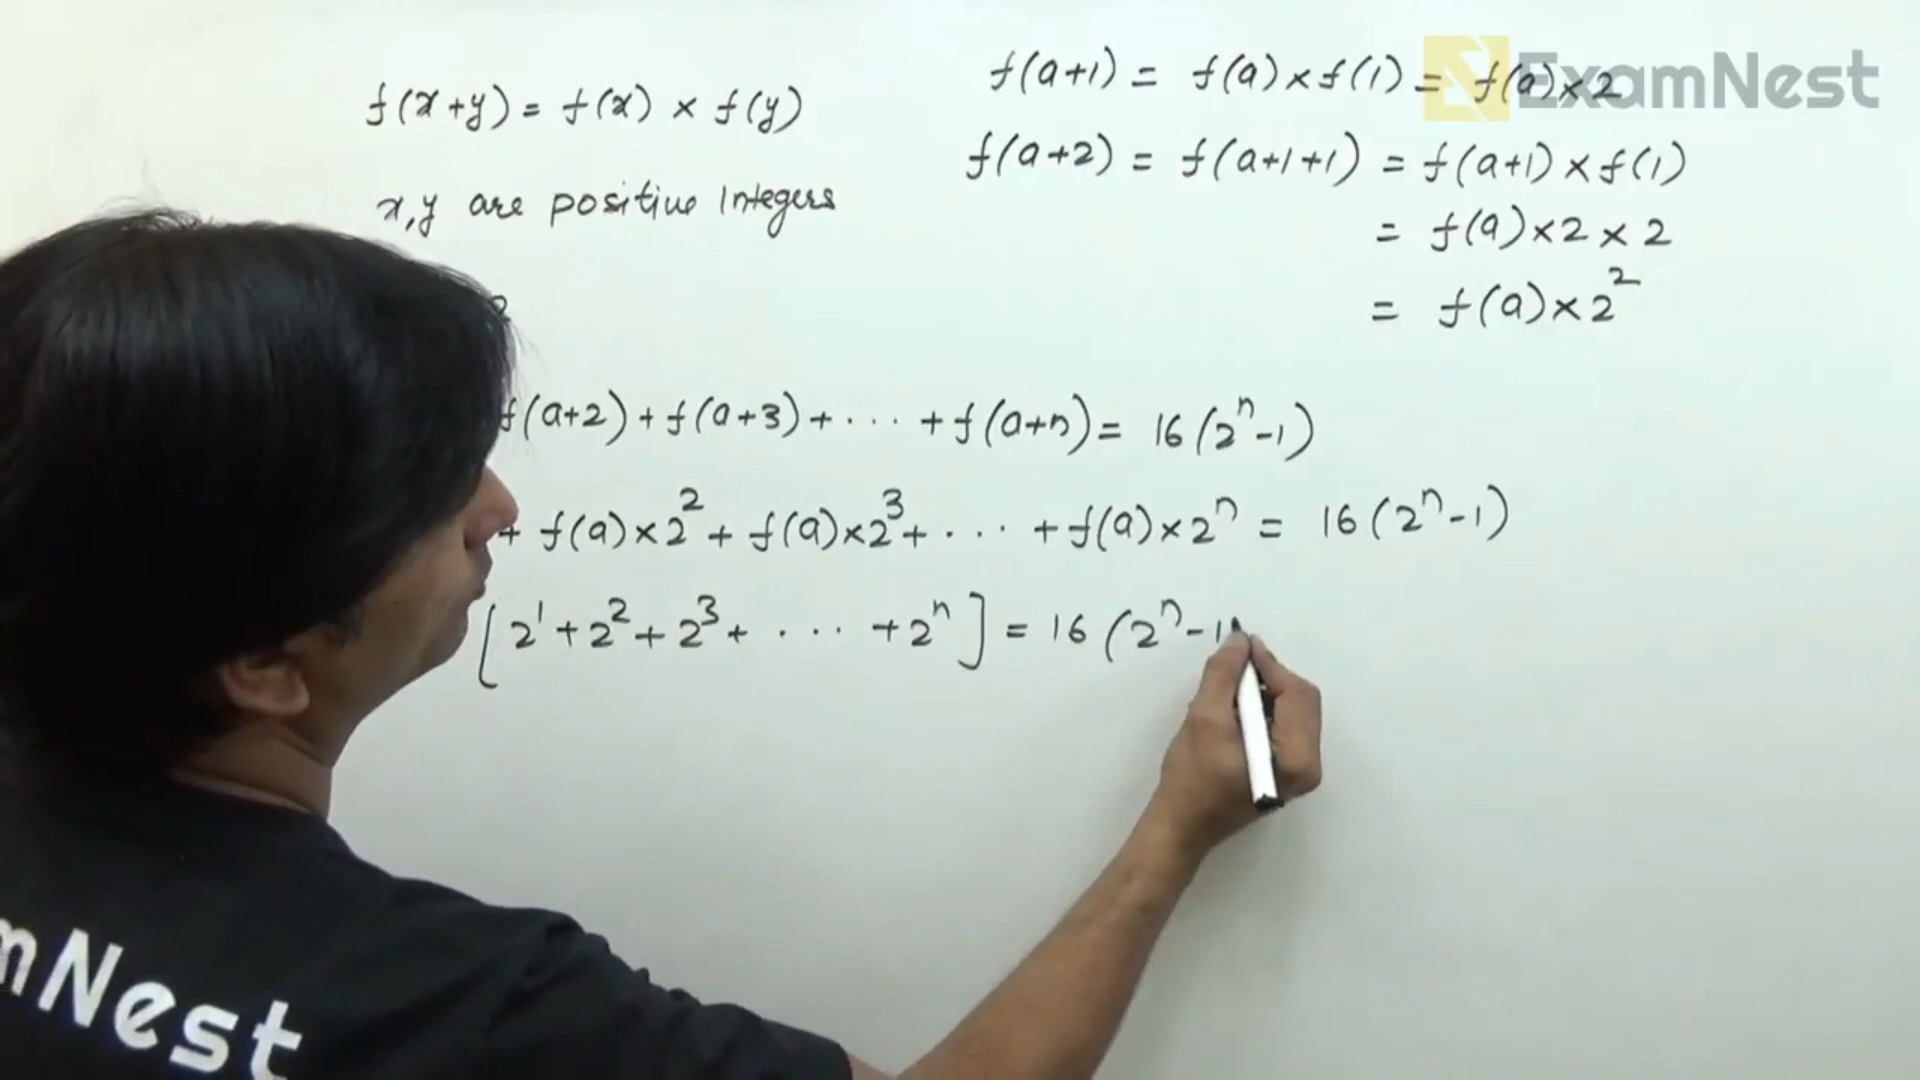 f(x+y) = f(x) × f(y)
x,y are positive Integers
f(a+1) = f(a)×f(1) = f(a)×2
f(a+2) = f(a+1+1) = f(a+1)×f(1)
= f(a)×2×2
= f(a)×2²
f(a+2)+f(a+3)+ ... +f(a+n) = 16(2ⁿ-1)
+ f(a)×2² + f(a)×2³ + ... + f(a)×2ⁿ = 16(2ⁿ-1)
[2¹+2²+2³+ ... +2ⁿ] = 16(2ⁿ-1
ExamNest
mNest